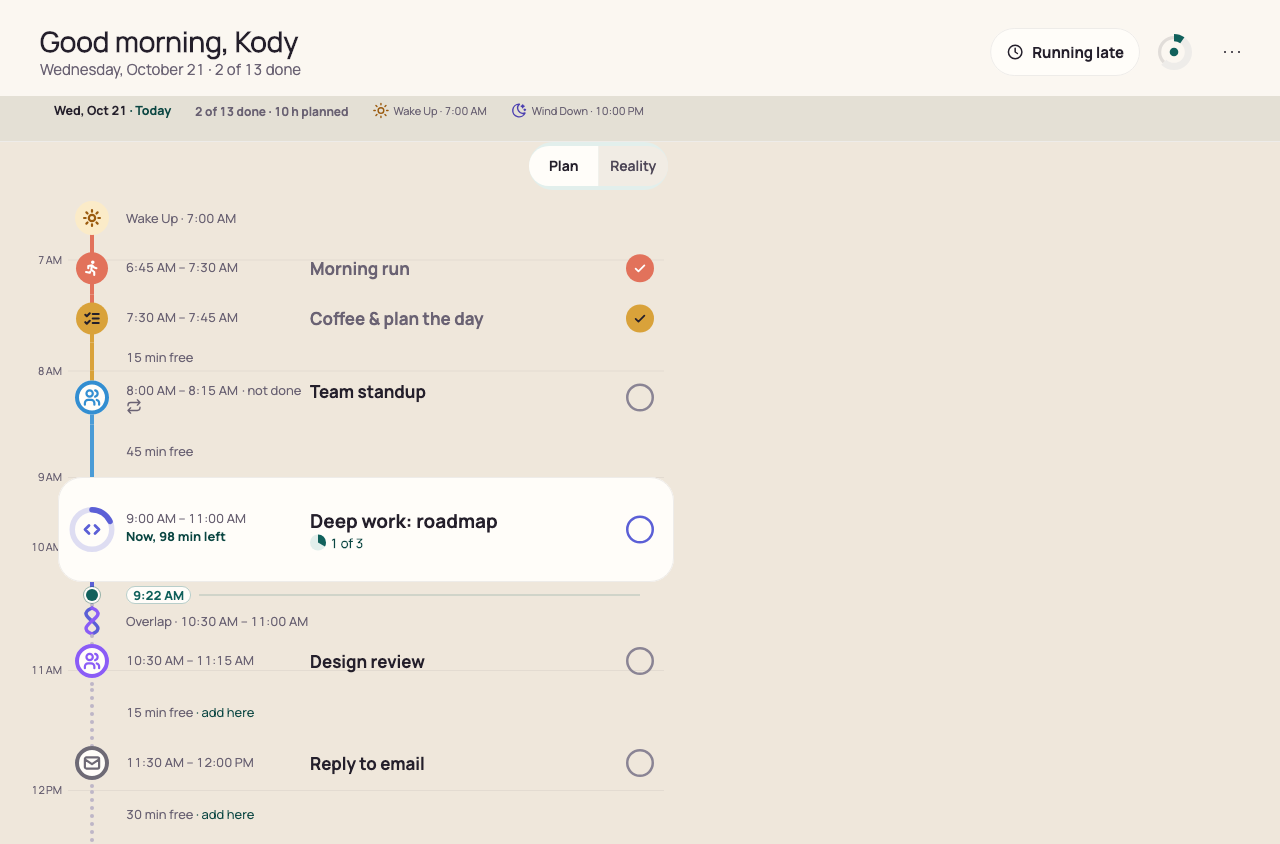 Good morning, Kody
Wednesday, October 21 · 2 of 13 done
Running late
Wed, Oct 21 · Today
2 of 13 done · 10 h planned
Wake Up · 7:00 AM
Wind Down · 10:00 PM
Plan
Reality
Wake Up · 7:00 AM
7 AM
6:45 AM – 7:30 AM
Morning run
7:30 AM – 7:45 AM
Coffee & plan the day
15 min free
8 AM
8:00 AM – 8:15 AM · not done
Team standup
45 min free
9 AM
9:00 AM – 11:00 AM
Deep work: roadmap
Now, 98 min left
1 of 3
10 AM
9:22 AM
Overlap · 10:30 AM – 11:00 AM
10:30 AM – 11:15 AM
Design review
11 AM
15 min free · add here
11:30 AM – 12:00 PM
Reply to email
12 PM
30 min free · add here